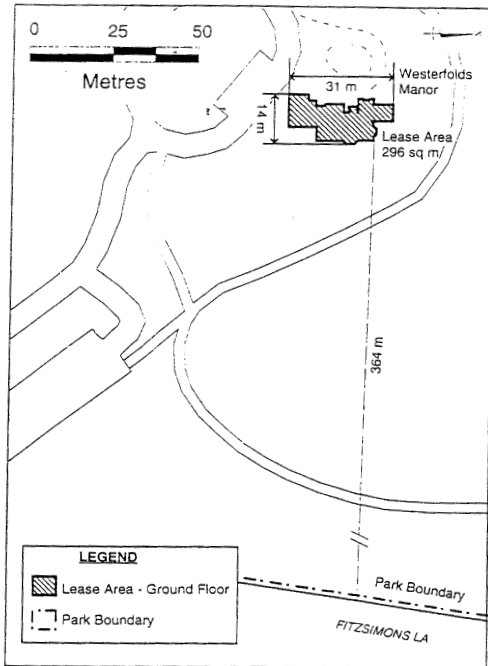 0 25 50
Metres
31 m
Westerfolds
Manor
14 m
Lease Area
296 sq m
364 m
LEGEND
Lease Area - Ground Floor
Park Boundary
Park Boundary
FITZSIMONS LA